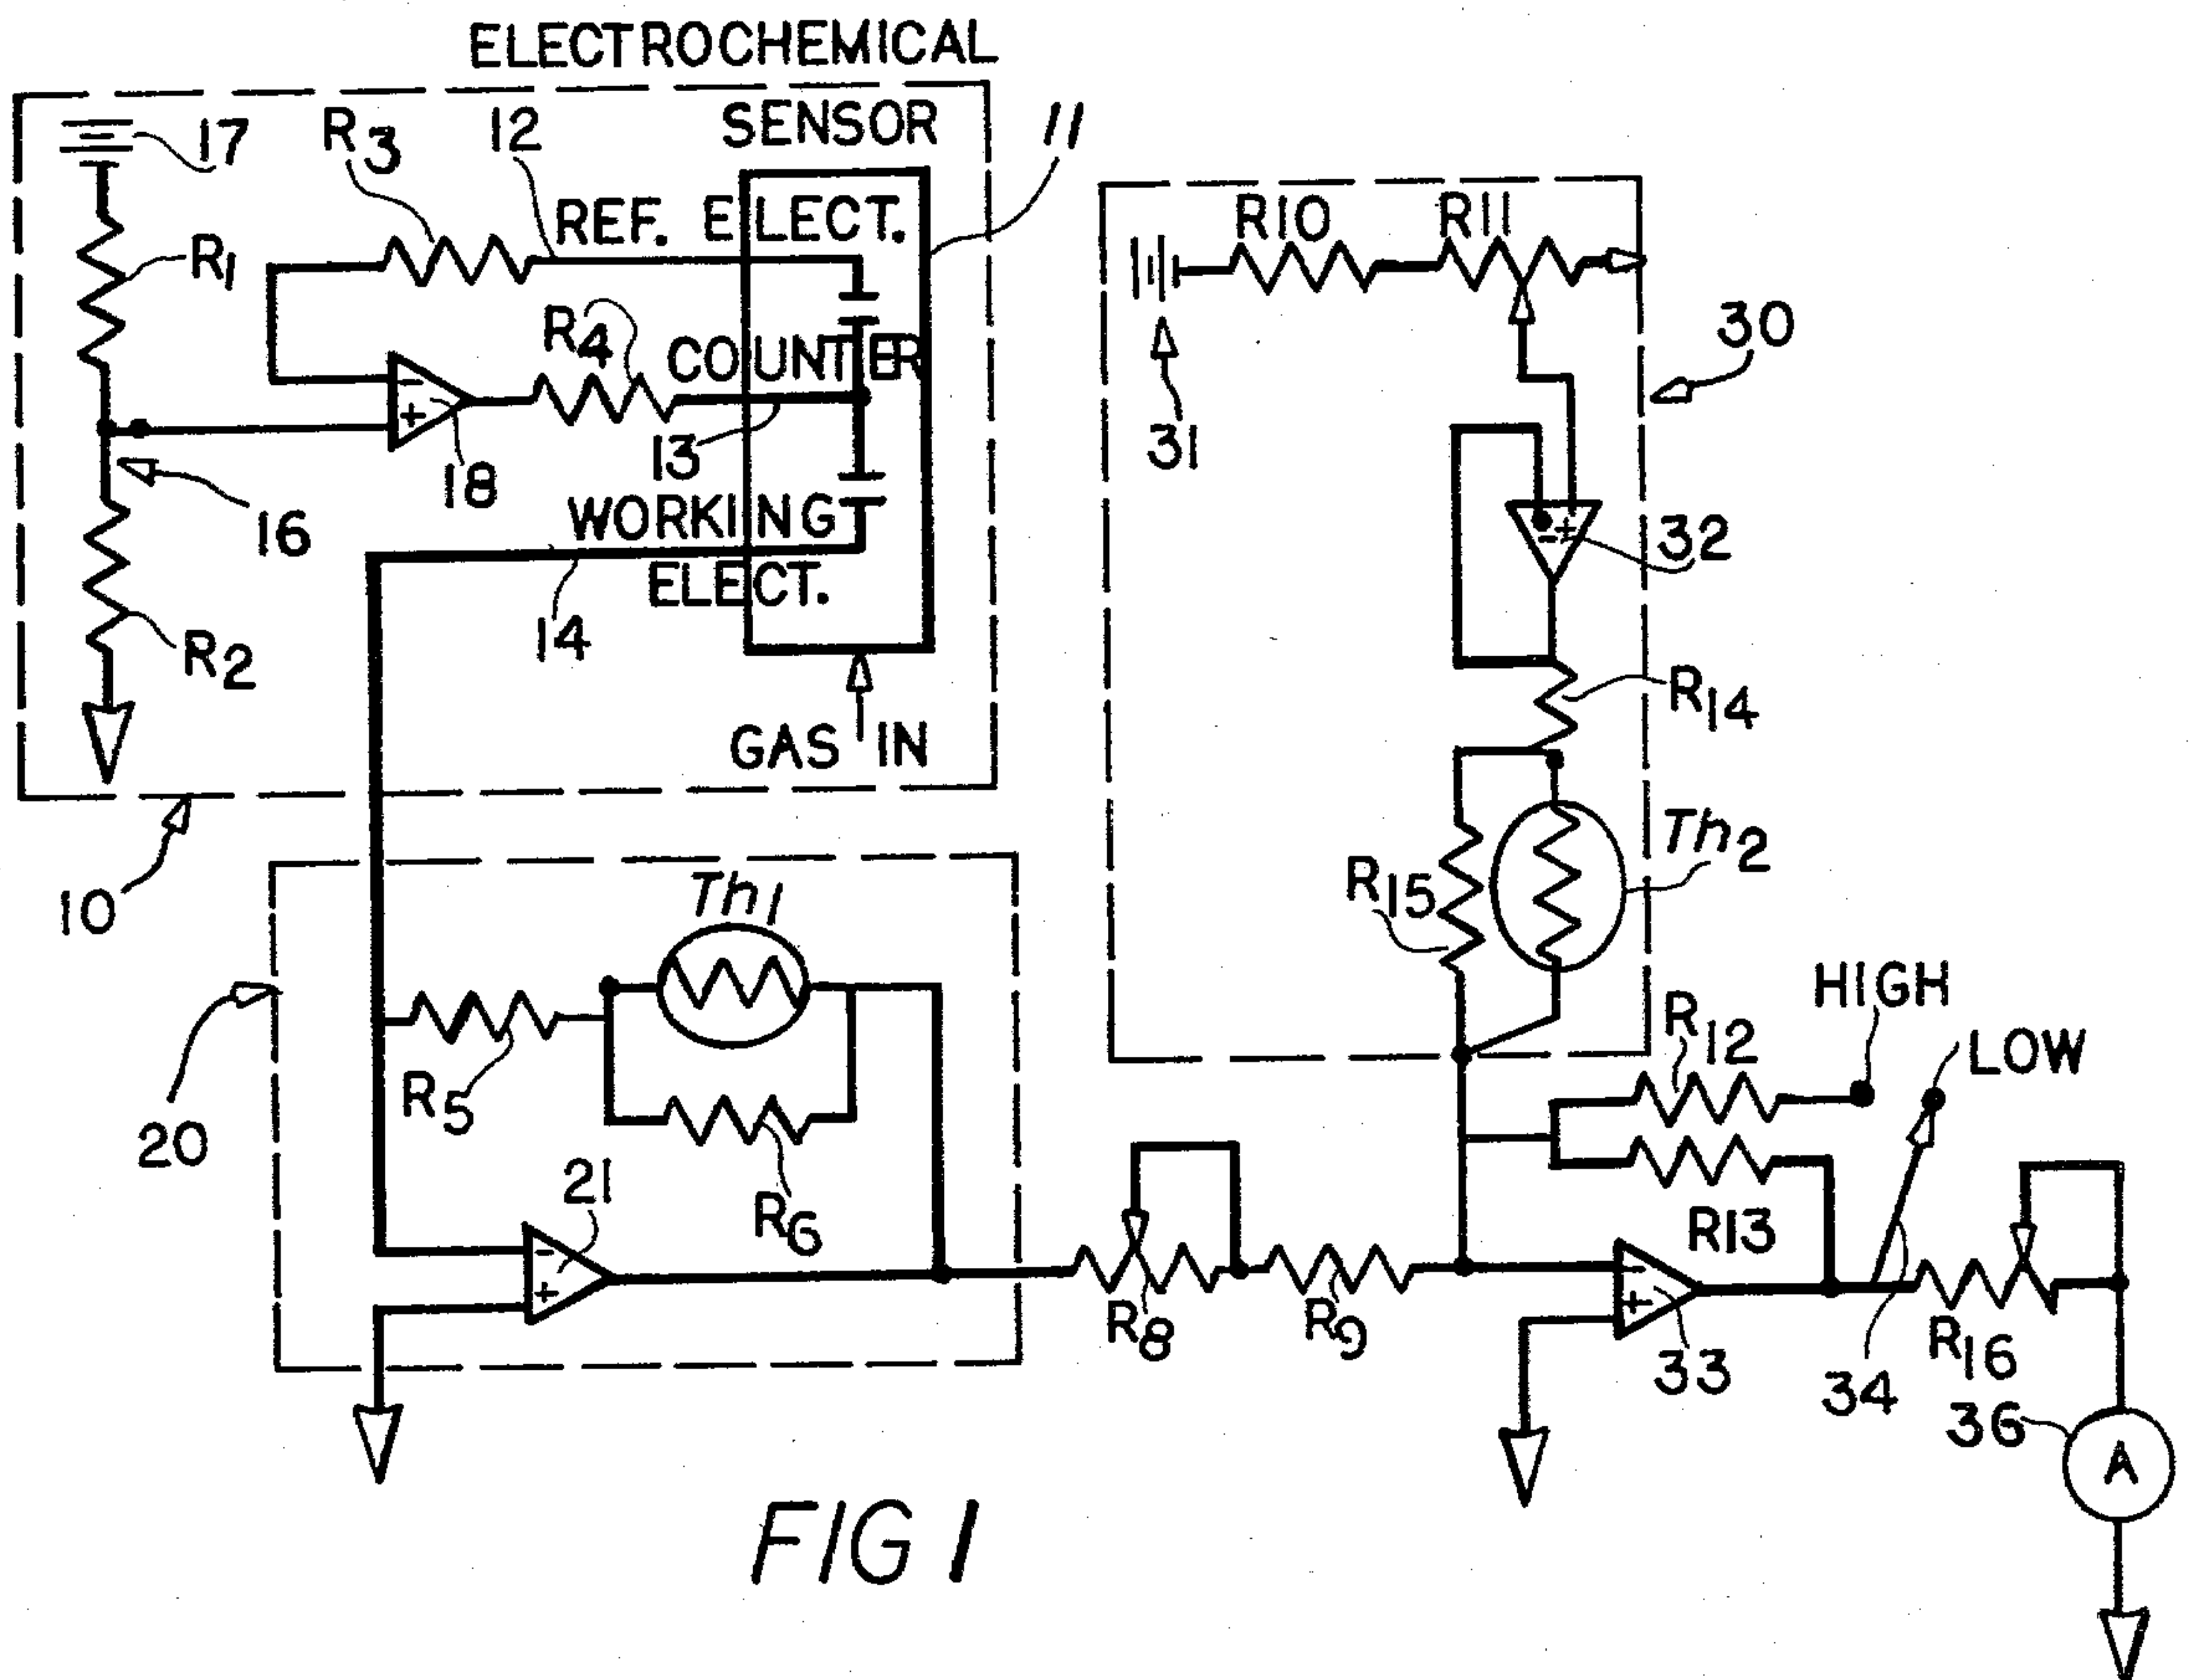 ELECTROCHEMICAL
SENSOR
11
17
R3
12
REF. ELECT.
R1
R4
COUNTER
- +
18
13
16
WORKING
ELECT.
14
R2
GAS IN
10
R10
R11
30
31
- +
32
R14
Th2
R15
Th1
20
R5
R6
21
- +
HIGH
R12
LOW
R13
R8
R9
- +
33
34
R16
36
A
FIG 1